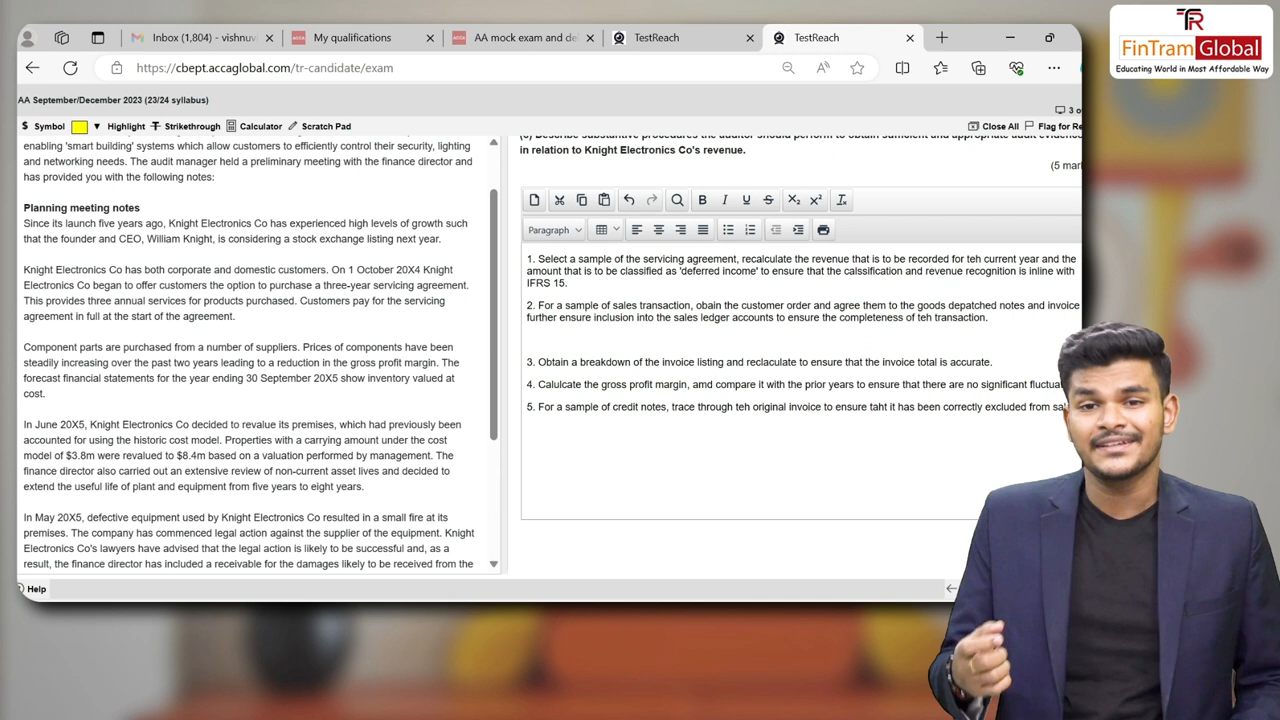 FinTram Global
Educating World in Most Affordable Way
Inbox (1,804) - vishnuv
My qualifications
AA mock exam and de
TestReach
TestReach
https://cbept.accaglobal.com/tr-candidate/exam
AA September/December 2023 (23/24 syllabus)
3 o
$ Symbol Highlight Strikethrough Calculator Scratch Pad Close All Flag for Re
enabling 'smart building' systems which allow customers to efficiently control their security, lighting
and networking needs. The audit manager held a preliminary meeting with the finance director and
has provided you with the following notes:
Planning meeting notes
Since its launch five years ago, Knight Electronics Co has experienced high levels of growth such
that the founder and CEO, William Knight, is considering a stock exchange listing next year.
Knight Electronics Co has both corporate and domestic customers. On 1 October 20X4 Knight
Electronics Co began to offer customers the option to purchase a three-year servicing agreement.
This provides three annual services for products purchased. Customers pay for the servicing
agreement in full at the start of the agreement.
Component parts are purchased from a number of suppliers. Prices of components have been
steadily increasing over the past two years leading to a reduction in the gross profit margin. The
forecast financial statements for the year ending 30 September 20X5 show inventory valued at
cost.
In June 20X5, Knight Electronics Co decided to revalue its premises, which had previously been
accounted for using the historic cost model. Properties with a carrying amount under the cost
model of $3.8m were revalued to $8.4m based on a valuation performed by management. The
finance director also carried out an extensive review of non-current asset lives and decided to
extend the useful life of plant and equipment from five years to eight years.
In May 20X5, defective equipment used by Knight Electronics Co resulted in a small fire at its
premises. The company has commenced legal action against the supplier of the equipment. Knight
Electronics Co's lawyers have advised that the legal action is likely to be successful and, as a
result, the finance director has included a receivable for the damages likely to be received from the
Describe substantive procedures the auditor should perform to obtain sufficient and appropriate audit eviden
in relation to Knight Electronics Co's revenue.
(5 mar
B I U S X₂ X² Ix
Paragraph
1. Select a sample of the servicing agreement, recalculate the revenue that is to be recorded for teh current year and the
amount that is to be classified as 'deferred income' to ensure that the calssification and revenue recognition is inline with
IFRS 15.
2. For a sample of sales transaction, obain the customer order and agree them to the goods depatched notes and invoice
further ensure inclusion into the sales ledger accounts to ensure the completeness of teh transaction.
3. Obtain a breakdown of the invoice listing and reclaculate to ensure that the invoice total is accurate.
4. Calulcate the gross profit margin, amd compare it with the prior years to ensure that there are no significant fluctua
5. For a sample of credit notes, trace through teh original invoice to ensure taht it has been correctly excluded from sa
Help